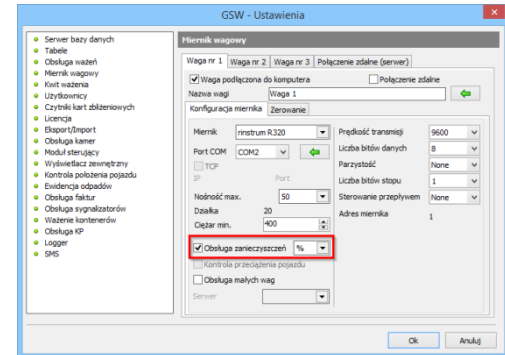 GSW - Ustawienia
Serwer bazy danych
Tabele
Obsługa ważeń
Miernik wagowy
Kwit ważenia
Użytkownicy
Czytniki kart zbliżeniowych
Licencja
Eksport/Import
Obsługa kamer
Moduł sterujący
Wyświetlacz zewnętrzny
Kontrola położenia pojazdu
Ewidencja odpadów
Obsługa faktur
Obsługa sygnalizatorów
Ważenie kontenerów
Obsługa KP
Logger
SMS
Miernik wagowy
Waga nr 1 Waga nr 2 Waga nr 3 Połączenie zdalne (serwer)
Waga podłączona do komputera Połączenie zdalne
Nazwa wagi Waga 1
Konfiguracja miernika Zerowanie
Miernik rinstrum R320 Prędkość transmisji 9600
Port COM COM2 Liczba bitów danych 8
TCP Parzystość None
IP Port Liczba bitów stopu 1
Nośność max. 50 Sterowanie przepływem None
Działka 20 Adres miernika 1
Ciężar min. 400
Obsługa zanieczyszczeń %
Kontrola przeciążenia pojazdu
Obsługa małych wag
Serwer
Ok Anuluj